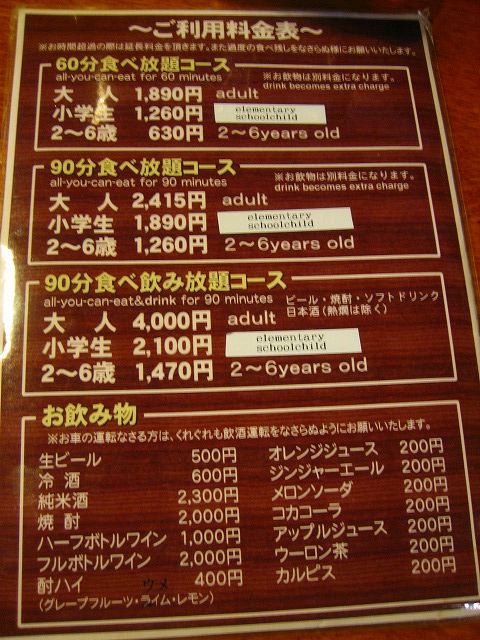 〜ご利用料金表〜
※お時間超過の際は延長料金を頂きます。また過度の食べ残しをなさらぬ様にお願いいたします。
60分食べ放題コース
all-you-can-eat for 60 minutes
※お飲物は別料金になります。
drink becomes extra charge
大 人 1,890円 adult
小学生 1,260円 elementary schoolchild
2〜6歳 630円 2〜6years old
90分食べ放題コース
all-you-can-eat for 90 minutes
※お飲物は別料金になります。
drink becomes extra charge
大 人 2,415円 adult
小学生 1,890円 elementary schoolchild
2〜6歳 1,260円 2〜6years old
90分食べ飲み放題コース
all-you-can-eat&drink for 90 minutes
ビール・焼酎・ソフトドリンク
日本酒(熱燗は除く)
大 人 4,000円 adult
小学生 2,100円 elementary schoolchild
2〜6歳 1,470円 2〜6years old
お飲み物
※お車の運転なさる方は、くれぐれも飲酒運転をなさらぬようにお願いいたします。
生ビール 500円
冷 酒 600円
純米酒 2,300円
焼 酎 2,000円
ハーフボトルワイン 1,000円
フルボトルワイン 2,000円
酎ハイ 400円
ウメ
(グレープフルーツ・ライム・レモン)
オレンジジュース 200円
ジンジャーエール 200円
メロンソーダ 200円
コカコーラ 200円
アップルジュース 200円
ウーロン茶 200円
カルピス 200円